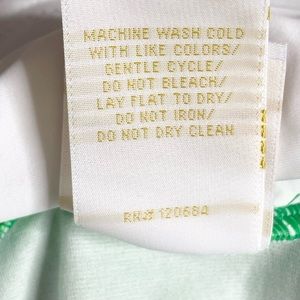 MACHINE WASH COLD
WITH LIKE COLORS/
GENTLE CYCLE/
DO NOT BLEACH/
LAY FLAT TO DRY/
DO NOT IRON/
DO NOT DRY CLEAN
RN# 120684